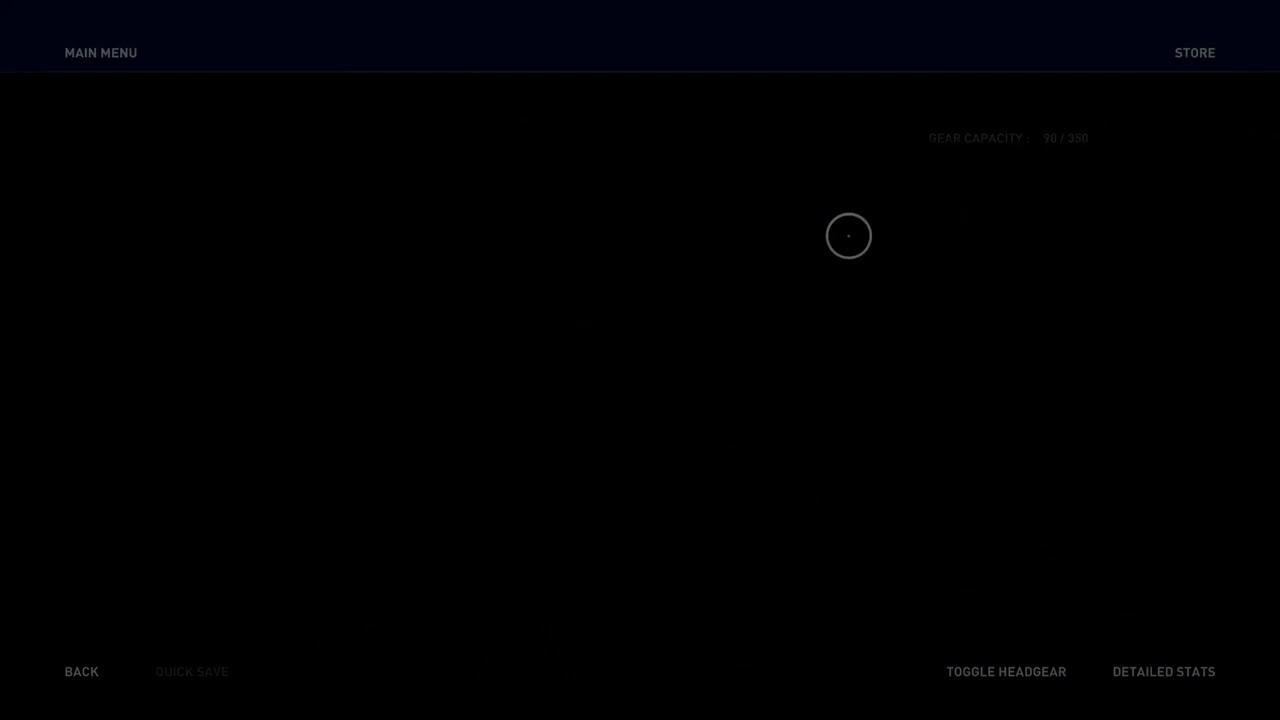 MAIN MENU
STORE
GEAR CAPACITY : 90 / 350
BACK
QUICK SAVE
TOGGLE HEADGEAR
DETAILED STATS